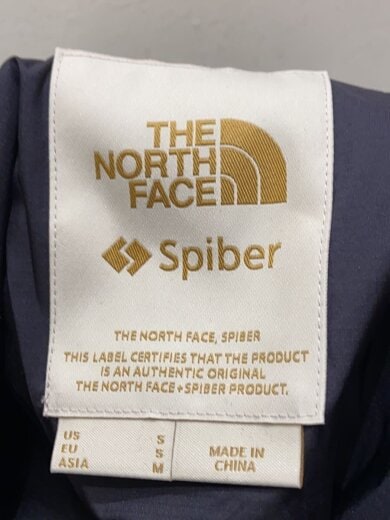 THE
NORTH
FACE
Spiber
THE NORTH FACE, SPIBER
THIS LABEL CERTIFIES THAT THE PRODUCT
IS AN AUTHENTIC ORIGINAL
THE NORTH FACE+SPIBER PRODUCT.
US S
EU S
ASIA M
MADE IN
CHINA